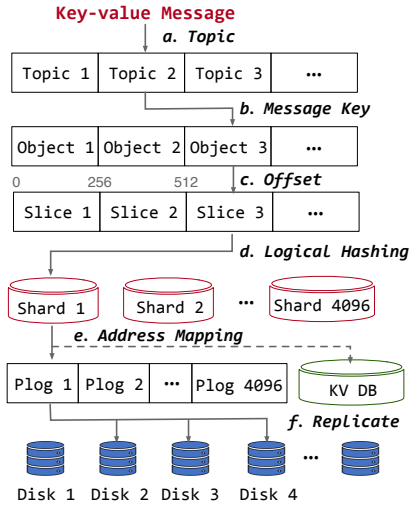 Key-value Message
a. Topic
Topic 1 Topic 2 Topic 3 ...
b. Message Key
Object 1 Object 2 Object 3 ...
0 256 512 c. Offset
Slice 1 Slice 2 Slice 3 ...
d. Logical Hashing
Shard 1 Shard 2 ... Shard 4096
e. Address Mapping
Plog 1 Plog 2 ... Plog 4096 KV DB
f. Replicate
...
Disk 1 Disk 2 Disk 3 Disk 4